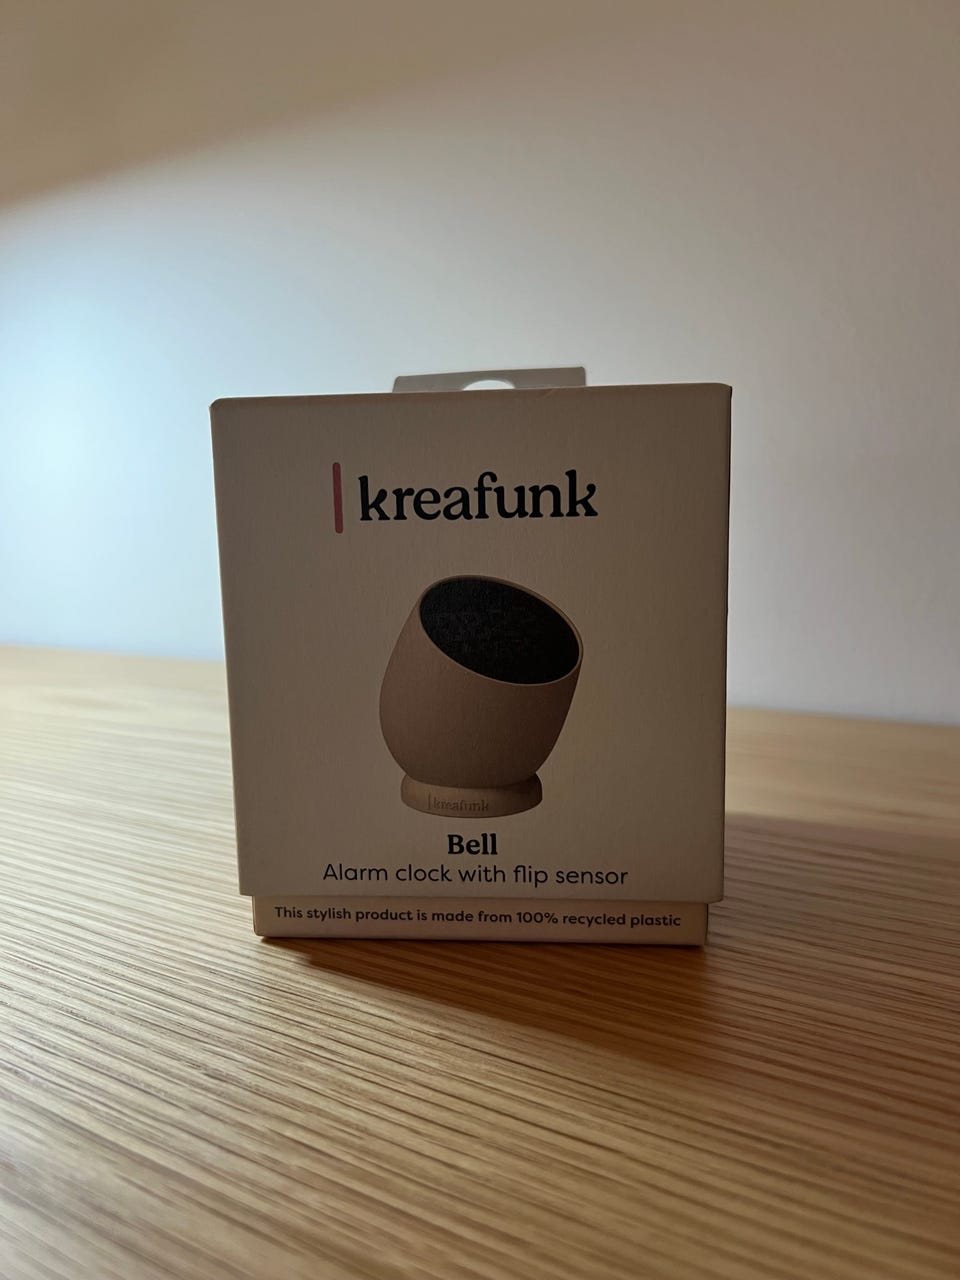 kreafunk
kreafunk
Bell
Alarm clock with flip sensor
This stylish product is made from 100% recycled plastic